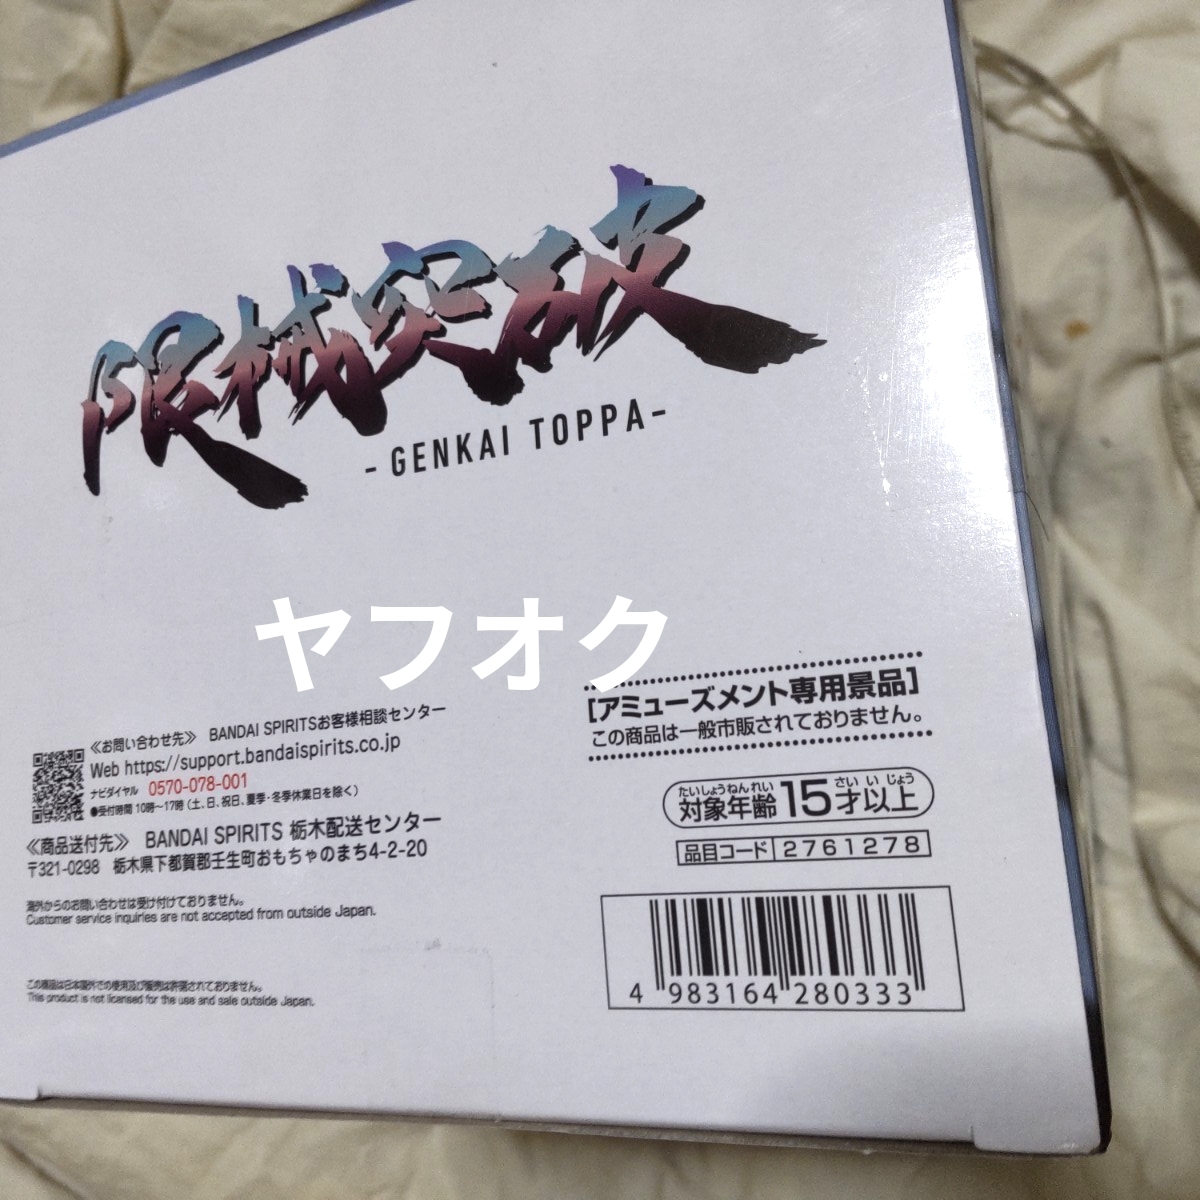 限械突破
- GENKAI TOPPA -
ヤフオク
≪お問い合わせ先≫ BANDAI SPIRITSお客様相談センター
Web https://support.bandaispirits.co.jp
ナビダイヤル 0570-078-001
●受付時間 10時〜17時(土、日、祝日、夏季・冬季休業日を除く)
≪商品送付先≫ BANDAI SPIRITS 栃木配送センター
〒321-0298 栃木県下都賀郡壬生町おもちゃのまち4-2-20
海外からのお問い合わせは受け付けておりません。
Customer service inquiries are not accepted from outside Japan.
この商品は日本国外での使用及び販売は許諾されておりません。
This product is not licensed for the use and sale outside Japan.
[アミューズメント専用景品]
この商品は一般市販されておりません。
たいしょうねんれい さい いじょう
対象年齢15才以上
品目コード 2761278
4 983164 280333